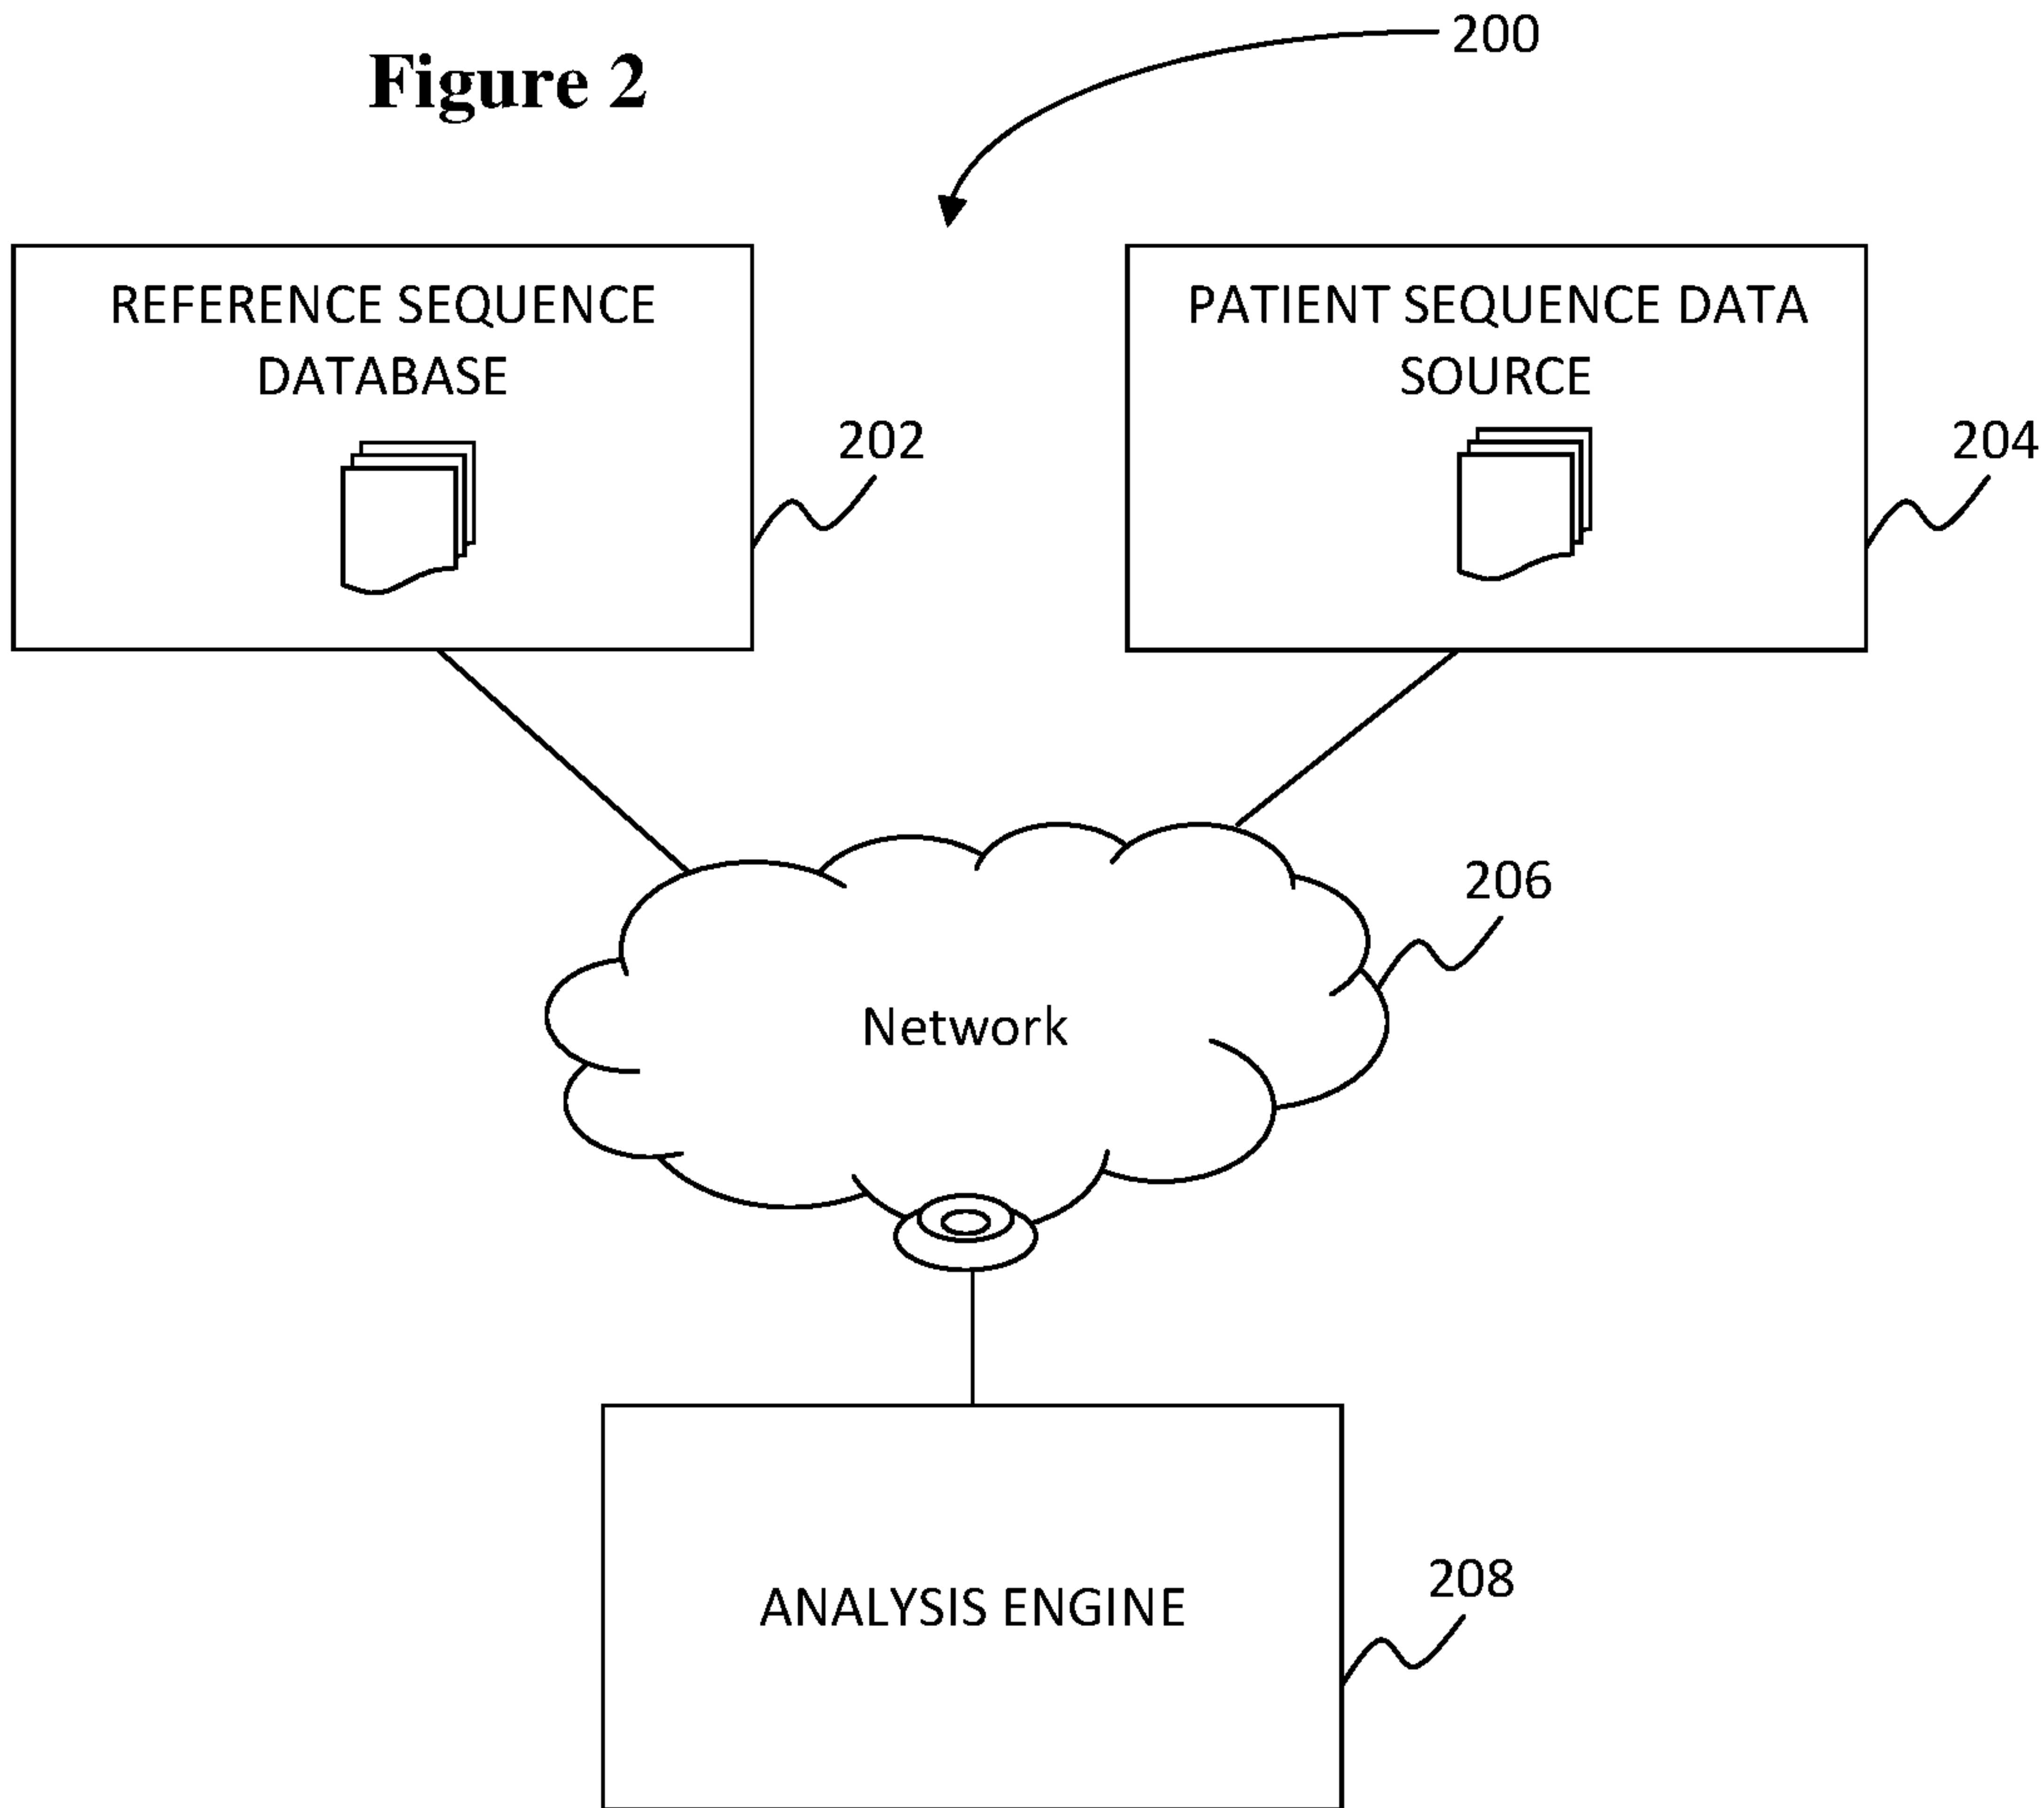 200
Figure 2
REFERENCE SEQUENCE
DATABASE
202
PATIENT SEQUENCE DATA
SOURCE
204
206
Network
208
ANALYSIS ENGINE